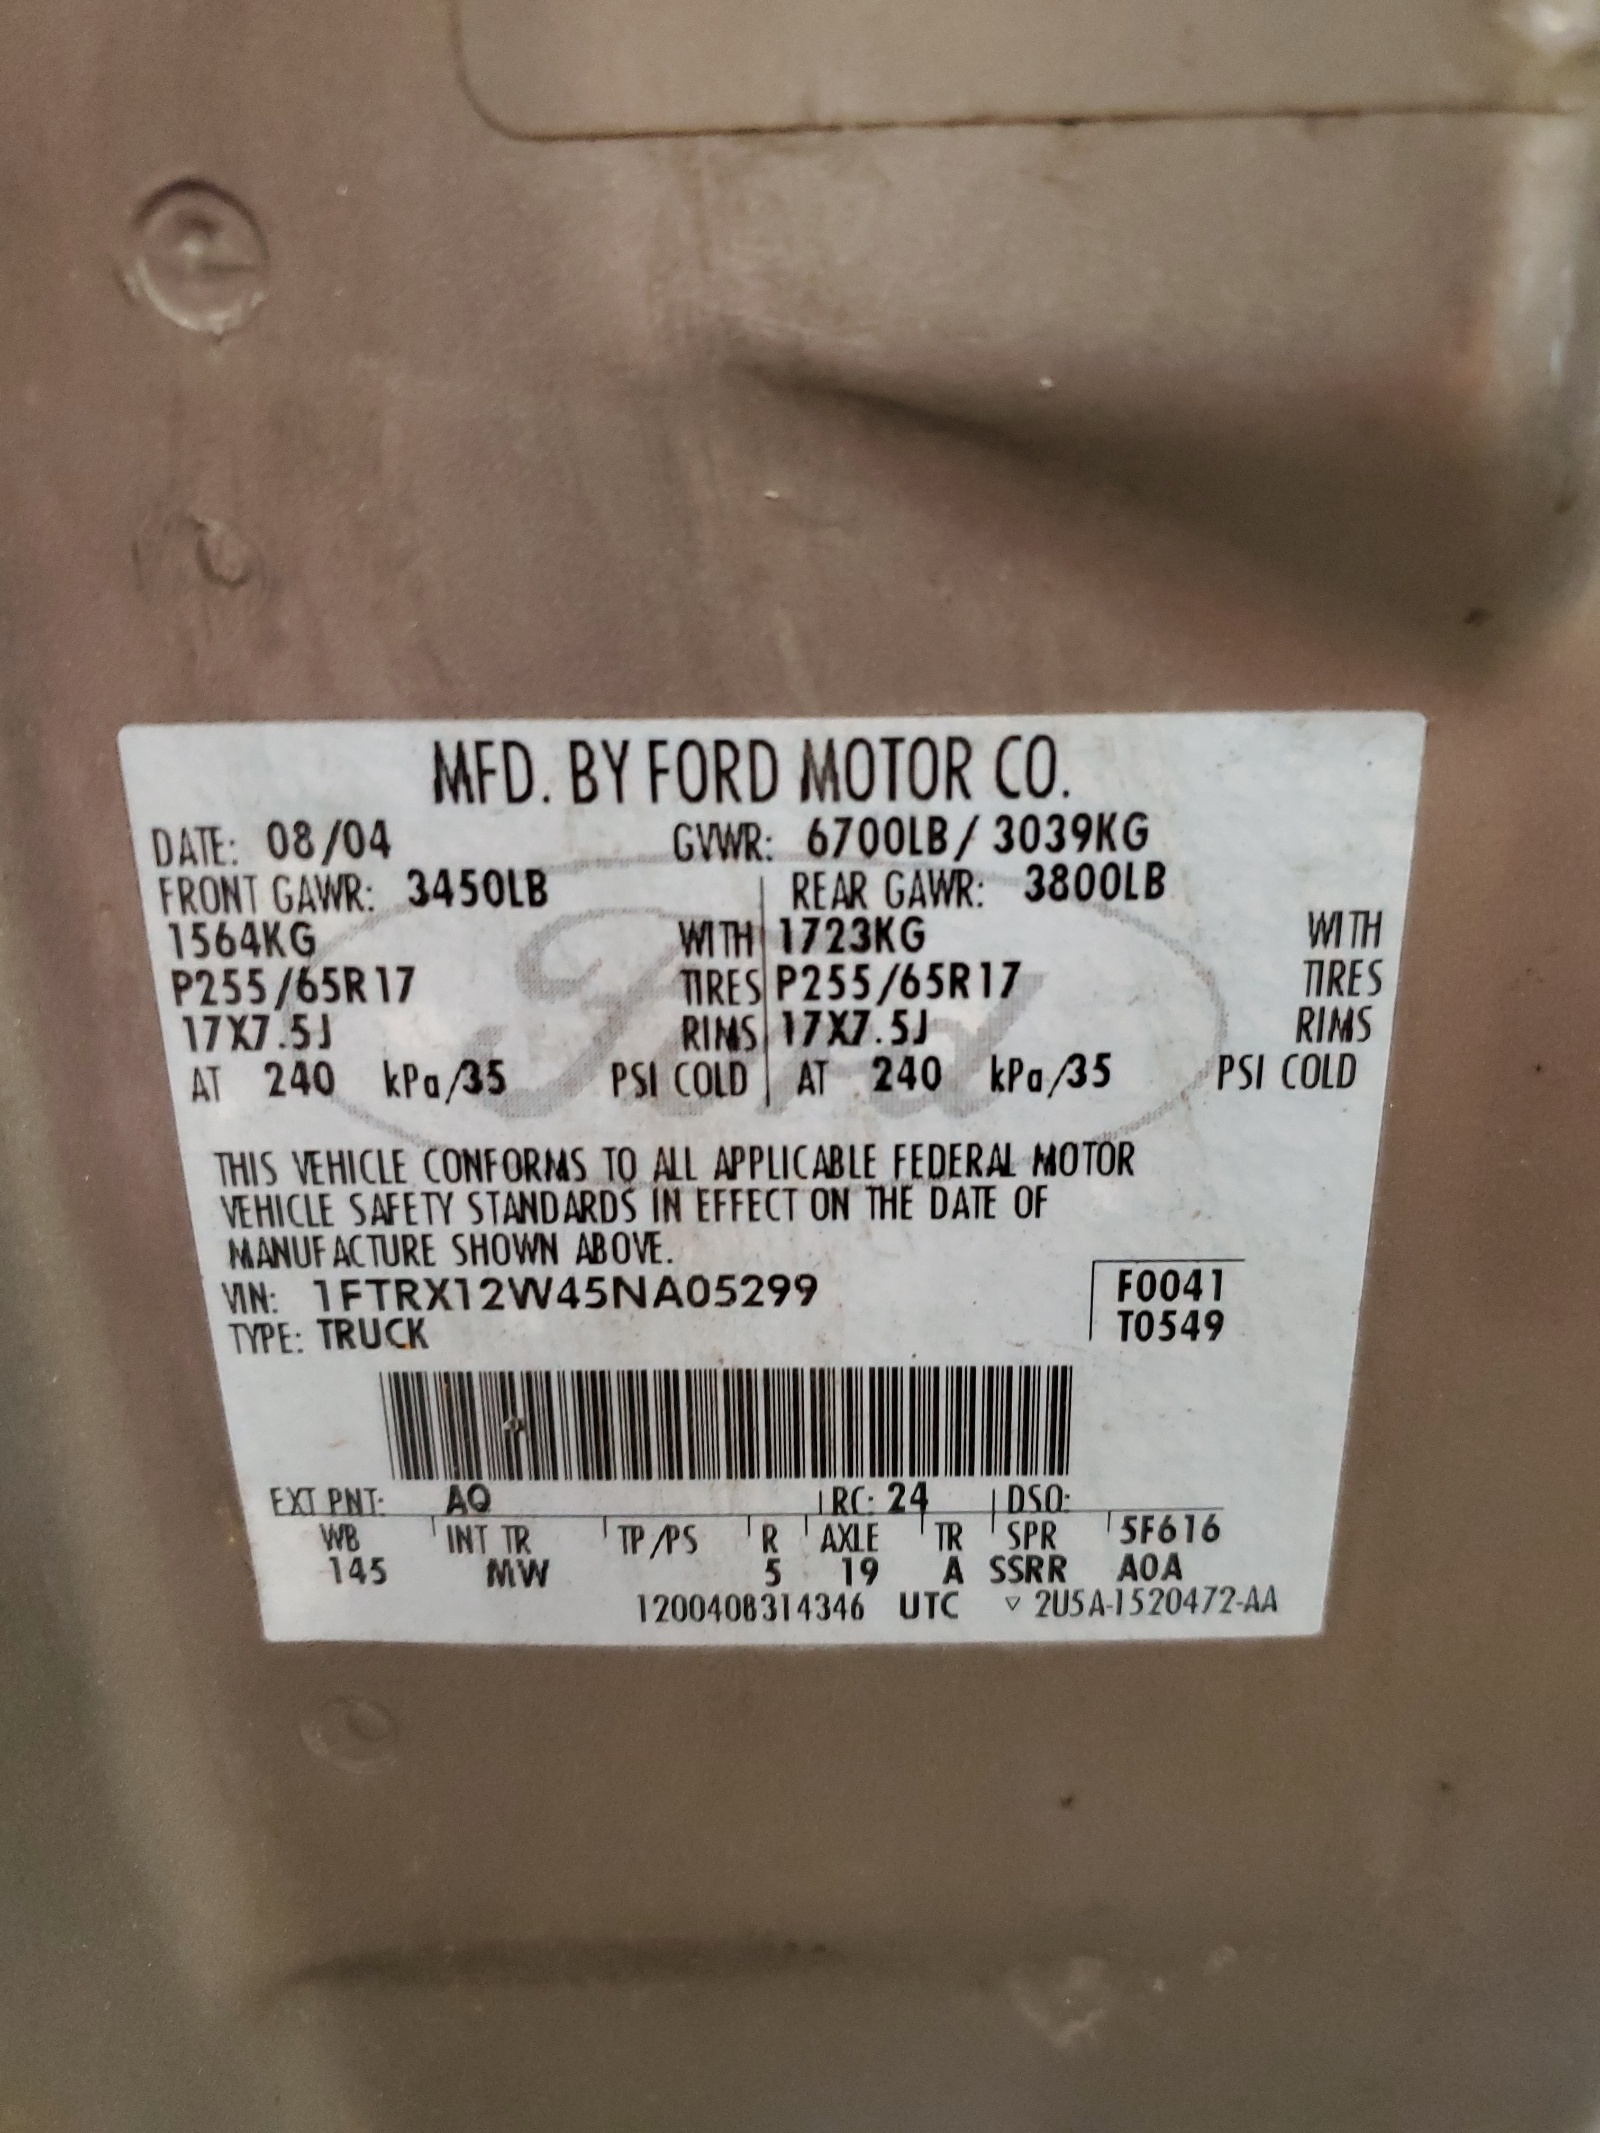 MFD. BY FORD MOTOR CO.
DATE: 08/04 GVWR: 6700LB/ 3039KG
FRONT GAWR: 3450LB REAR GAWR: 3800LB
1564KG WITH 1723KG WITH
P255/65R17 TIRES P255/65R17 TIRES
17X7.5J RIMS 17X7.5J RIMS
AT 240 kPa/35 PSI COLD AT 240 kPa/35 PSI COLD
THIS VEHICLE CONFORMS TO ALL APPLICABLE FEDERAL MOTOR
VEHICLE SAFETY STANDARDS IN EFFECT ON THE DATE OF
MANUFACTURE SHOWN ABOVE.
VIN: 1FTRX12W45NA05299 F0041
TYPE: TRUCK T0549
EXT PNT: AQ RC: 24 DSO:
WB INT TR TP/PS R AXLE TR SPR 5F616
145 MW 5 19 A SSRR A0A
1200408314346 UTC ▽ 2U5A-1520472-AA
Ford